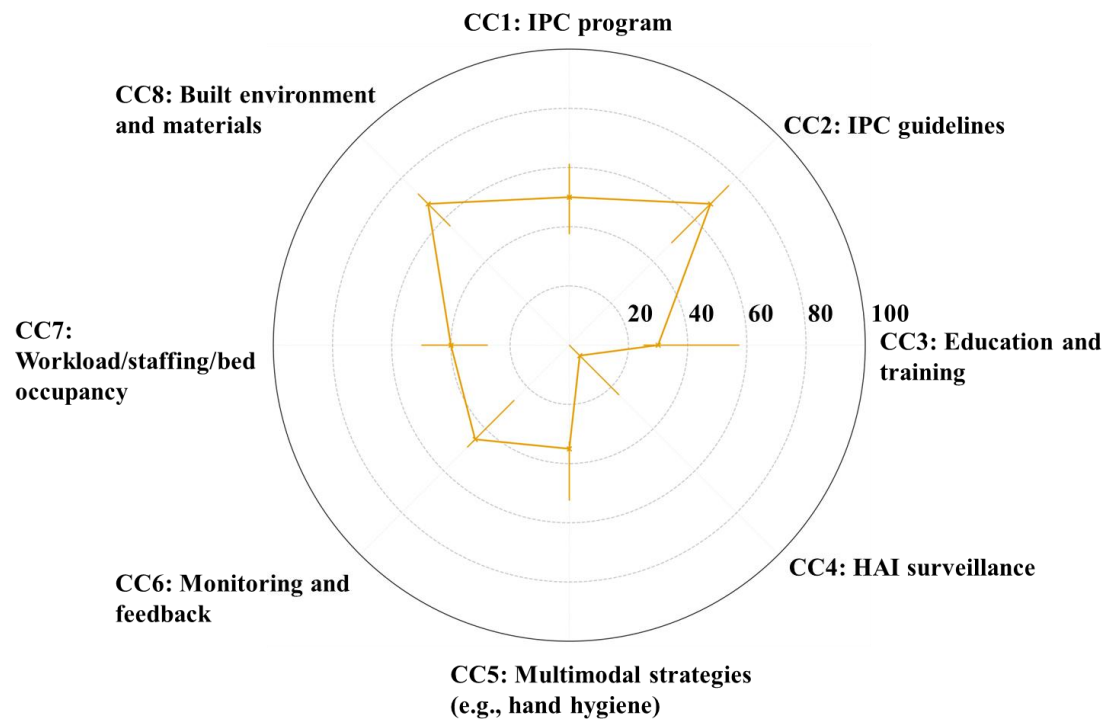 CC1: IPC program
CC8: Built environment
and materials
CC2: IPC guidelines
20
40
60
80
100
CC7:
Workload/staffing/bed
occupancy
CC3: Education and
training
CC4: HAI surveillance
CC6: Monitoring and
feedback
CC5: Multimodal strategies
(e.g., hand hygiene)